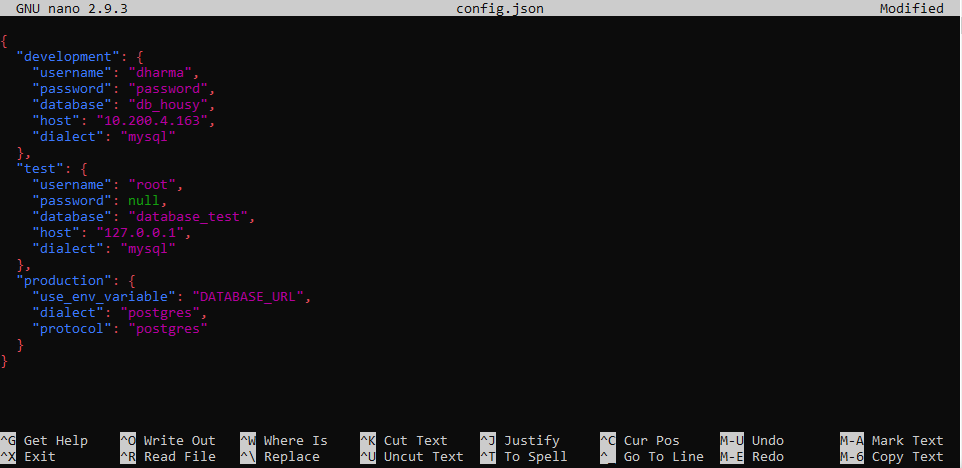 GNU nano 2.9.3 config.json Modified
{
  "development": {
    "username": "dharma",
    "password": "password",
    "database": "db_housy",
    "host": "10.200.4.163",
    "dialect": "mysql"
  },
  "test": {
    "username": "root",
    "password": null,
    "database": "database_test",
    "host": "127.0.0.1",
    "dialect": "mysql"
  },
  "production": {
    "use_env_variable": "DATABASE_URL",
    "dialect": "postgres",
    "protocol": "postgres"
  }
}
^G Get Help ^O Write Out ^W Where Is ^K Cut Text ^J Justify ^C Cur Pos M-U Undo M-A Mark Text
^X Exit ^R Read File ^\ Replace ^U Uncut Text ^T To Spell ^_ Go To Line M-E Redo M-6 Copy Text